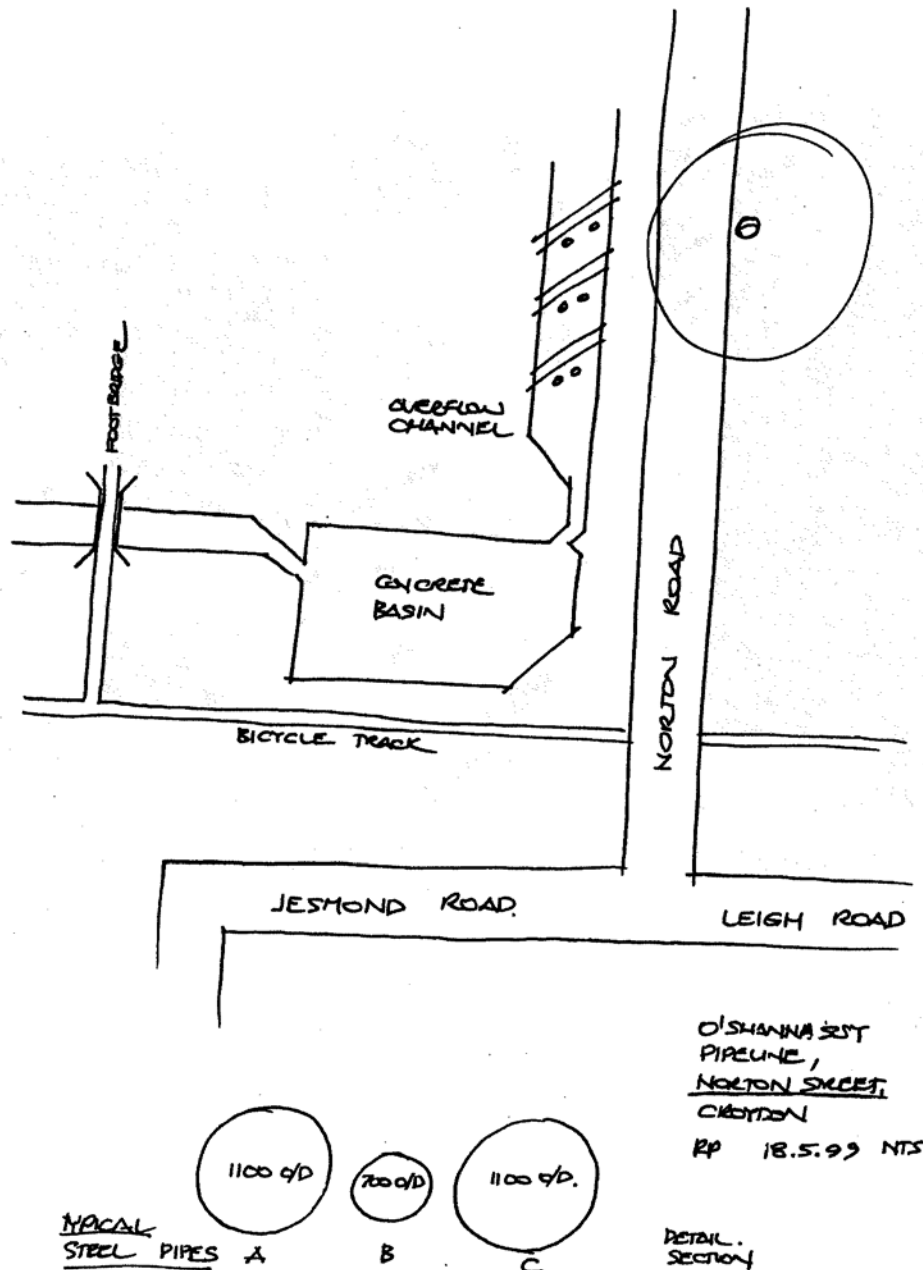 FOOTBRIDGE
OVERFLOW
CHANNEL
CONCRETE
BASIN
NORTON ROAD
BICYCLE TRACK
JESMOND ROAD.
LEIGH ROAD
O'SHANNASSY
PIPELINE,
NORTON STREET,
CROYDON
RP 18.5.99 NTS
1100 O/D
700 O/D
1100 O/D.
TYPICAL
STEEL PIPES A B C
DETAIL.
SECTION